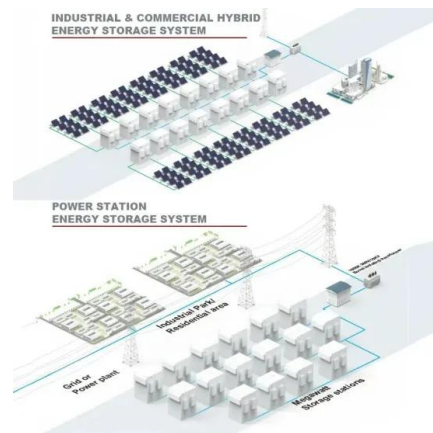 INDUSTRIAL & COMMERCIAL HYBRID
ENERGY STORAGE SYSTEM
POWER STATION
ENERGY STORAGE SYSTEM
Industrial Park/
Residential area
Grid or
Power plant
Megawatt
Storage stations